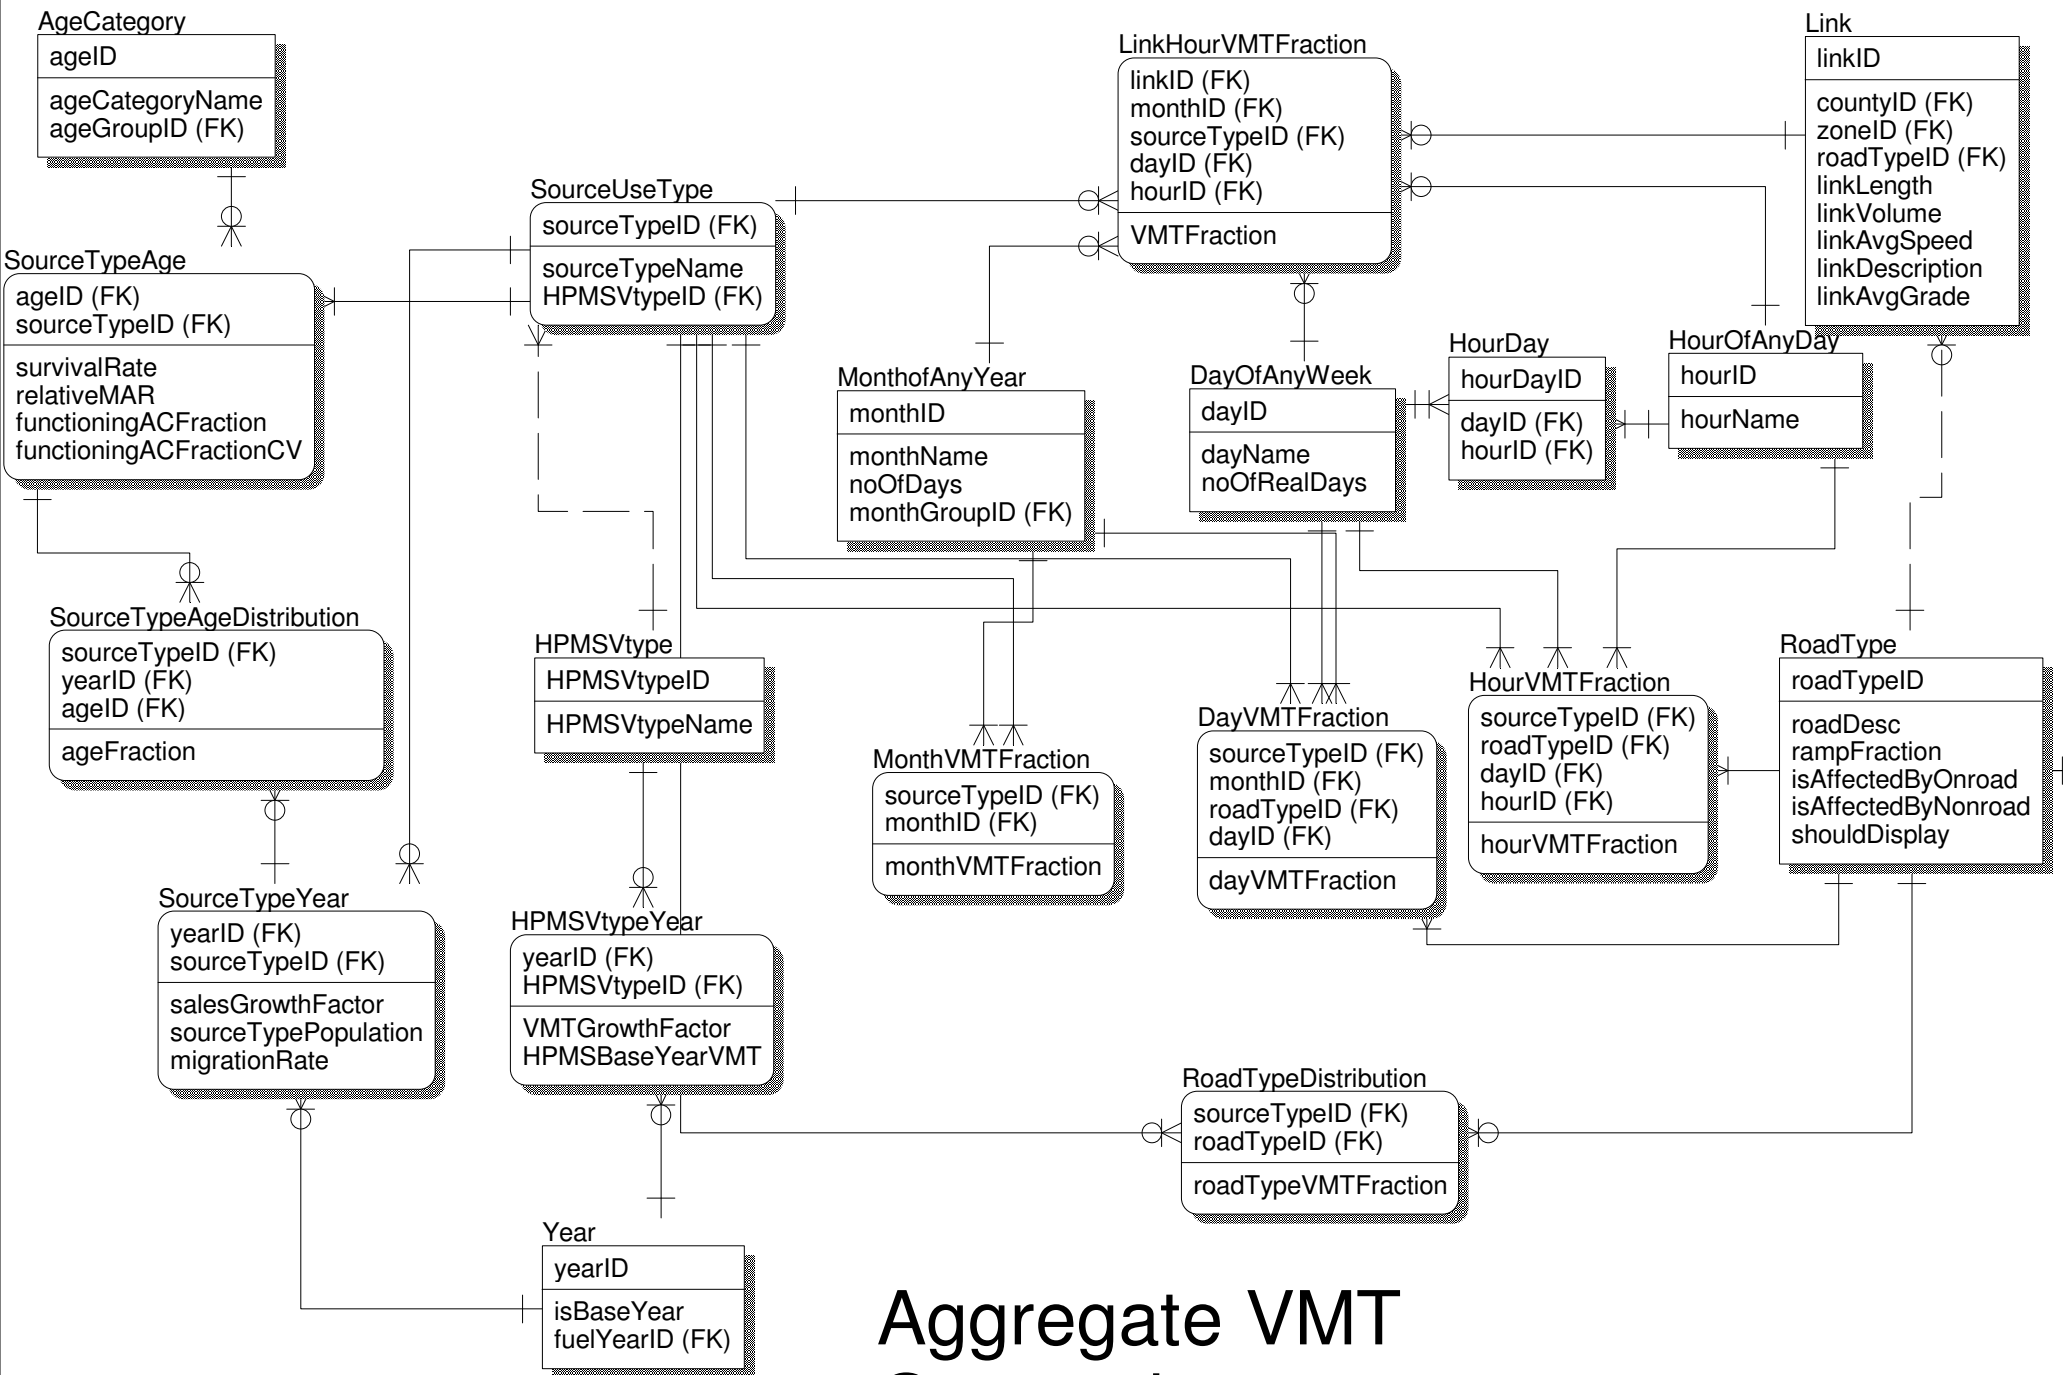 AgeCategory
ageID
ageCategoryName
ageGroupID (FK)
LinkHourVMTFraction
linkID (FK)
monthID (FK)
sourceTypeID (FK)
dayID (FK)
hourID (FK)
VMTFraction
Link
linkID
countyID (FK)
zoneID (FK)
roadTypeID (FK)
linkLength
linkVolume
linkAvgSpeed
linkDescription
linkAvgGrade
SourceUseType
sourceTypeID (FK)
sourceTypeName
HPMSVtypeID (FK)
SourceTypeAge
ageID (FK)
sourceTypeID (FK)
survivalRate
relativeMAR
functioningACFraction
functioningACFractionCV
MonthofAnyYear
monthID
monthName
noOfDays
monthGroupID (FK)
DayOfAnyWeek
dayID
dayName
noOfRealDays
HourDay
hourDayID
dayID (FK)
hourID (FK)
HourOfAnyDay
hourID
hourName
SourceTypeAgeDistribution
sourceTypeID (FK)
yearID (FK)
ageID (FK)
ageFraction
HPMSVtype
HPMSVtypeID
HPMSVtypeName
MonthVMTFraction
sourceTypeID (FK)
monthID (FK)
monthVMTFraction
DayVMTFraction
sourceTypeID (FK)
monthID (FK)
roadTypeID (FK)
dayID (FK)
dayVMTFraction
HourVMTFraction
sourceTypeID (FK)
roadTypeID (FK)
dayID (FK)
hourID (FK)
hourVMTFraction
RoadType
roadTypeID
roadDesc
rampFraction
isAffectedByOnroad
isAffectedByNonroad
shouldDisplay
SourceTypeYear
yearID (FK)
sourceTypeID (FK)
salesGrowthFactor
sourceTypePopulation
migrationRate
HPMSVtypeYear
yearID (FK)
HPMSVtypeID (FK)
VMTGrowthFactor
HPMSBaseYearVMT
RoadTypeDistribution
sourceTypeID (FK)
roadTypeID (FK)
roadTypeVMTFraction
Year
yearID
isBaseYear
fuelYearID (FK)
Aggregate VMT